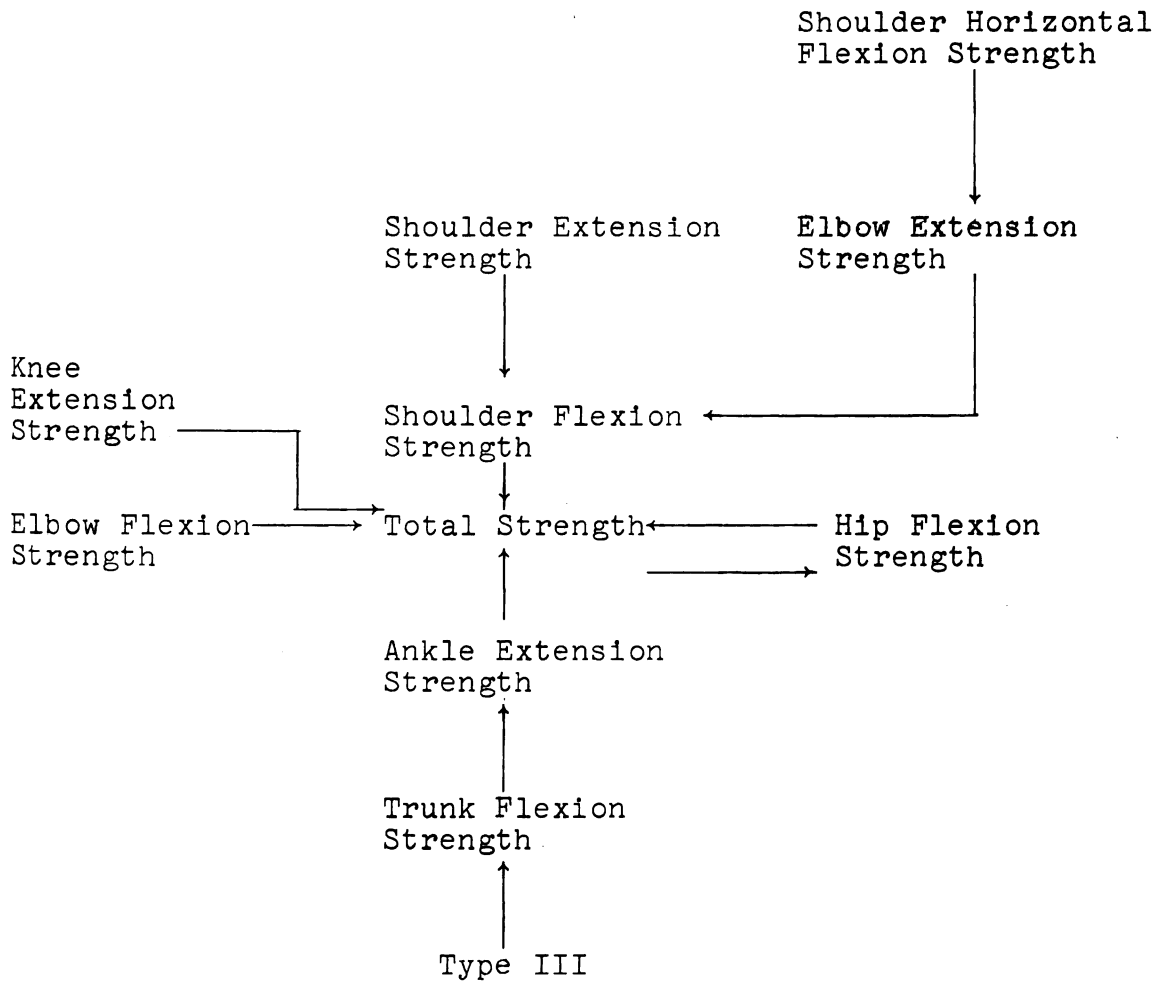 Shoulder Horizontal
Flexion Strength
Shoulder Extension
Strength
Elbow Extension
Strength
Knee
Extension
Strength
Shoulder Flexion
Strength
Elbow Flexion
Strength
Total Strength
Hip Flexion
Strength
Ankle Extension
Strength
Trunk Flexion
Strength
Type III